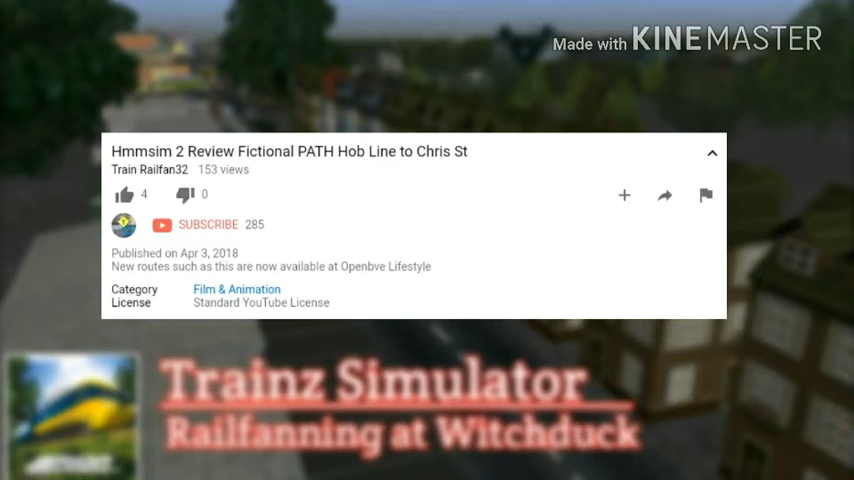 Made with KINEMASTER
Hmmsim 2 Review Fictional PATH Hob Line to Chris St
Train Railfan32 153 views
4 0
SUBSCRIBE 285
Published on Apr 3, 2018
New routes such as this are now available at Openbve Lifestyle
Category Film & Animation
License Standard YouTube License
Trainz Simulator
Railfanning at Witchduck